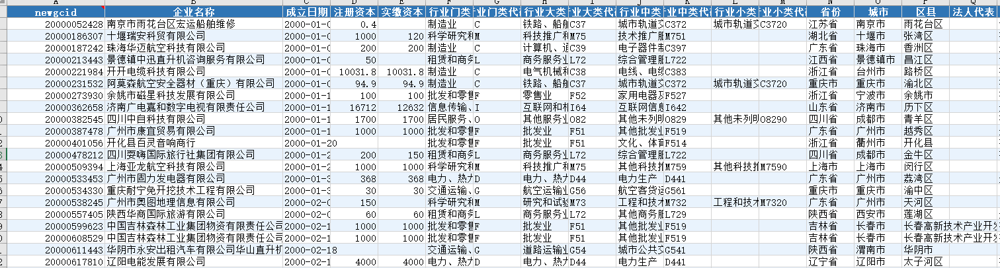 newgcid 企业名称 成立日期 注册资本 实缴资本 行业门类 业门类代 行业大类 业大类代 行业中类 业中类代 行业小类 业小类代 省份 城市 区县 法人代表
20000052428 南京市雨花台区宏运船舶维修 2000-01-0 0.4 制造业 C 铁路、船舶 C37 城市轨道交 C372 城市轨道交 C3720 江苏省 南京市 雨花台区
20000186307 十堰瑞安科贸有限公司 2000-01-0 1000 120 科学研究和 M 科技推广和 M75 技术推广服 M751 湖北省 十堰市 张湾区
20000187242 珠海华迈航空科技有限公司 2000-01-0 200 200 制造业 C 计算机、通 C39 电子器件制 C397 广东省 珠海市 香洲区
20000213443 景德镇中迅直升机咨询服务有限公司 2000-01-0 50 租赁和商务 L 商务服务业 L72 综合管理服 L722 江西省 景德镇市 昌江区
20000221984 开开电缆科技有限公司 2000-01-0 10031.8 10031.8 制造业 C 电气机械和 C38 电线、电缆 C383 浙江省 台州市 路桥区
20000231532 阿莫森航空安全器材（重庆）有限公司 2000-01-0 94.9 94.9 制造业 C 铁路、船舶 C37 城市轨道交 C372 城市轨道交 C3720 重庆市 重庆市 渝北区
20000273930 余姚市磁星科技发展有限公司 2000-01-1 100 100 批发和零售 F 零售业 F52 家用电器及 F527 浙江省 宁波市 余姚市
20000362658 济南广电嘉和数字电视有限责任公司 2000-01-1 16712 12632 信息传输、 I 互联网和相 I64 互联网信息 I642 山东省 济南市 历下区
20000382545 四川中自科技有限公司 2000-01-1 1700 1700 居民服务、 O 其他服务业 O82 其他未列明 O829 其他未列明 O8290 四川省 成都市 青羊区
20000387478 广州市康宜贸易有限公司 2000-01-1 1000 1000 批发和零售 F 批发业 F51 其他批发业 F519 广东省 广州市 越秀区
20000401056 开化县百灵音响商行 2000-01-20 批发和零售 F 批发业 F51 文化、体育 F514 浙江省 衢州市 开化县
20000478212 四川耍嗨国际旅行社集团有限公司 2000-01-2 200 150 租赁和商务 L 商务服务业 L72 综合管理服 L722 四川省 成都市 金牛区
20000509394 上海亚龙航空科技有限公司 2000-01-2 1000 1000 科学研究和 M 科技推广和 M75 其他科技推 M759 其他科技推 M7590 上海市 上海市 闵行区
20000533453 广州市固力发电器有限公司 2000-01-3 368 368 电力、热力 D 电力、热力 D44 电力生产 D441 广东省 广州市 荔湾区
20000534330 重庆耐宁免开挖技术工程有限公司 2000-01-3 30 30 交通运输、 G 航空运输业 G56 航空客货运 G561 重庆市 重庆市 渝中区
20000538245 广州市奥图地理信息有限公司 2000-02-0 150 科学研究和 M 研究和试验 M73 工程和技术 M732 工程和技术 M7320 广东省 广州市 天河区
20000557405 陕西华商国际旅游有限公司 2000-02-0 60 60 租赁和商务 L 商务服务业 L72 其他商务服 L729 陕西省 西安市 莲湖区
20000599623 中国吉林森林工业集团物资有限责任公司 2000-02-1 1000 1000 批发和零售 F 批发业 F51 其他批发业 F519 吉林省 长春市 长春高新技术产业开发
20000608529 中国吉林森林工业集团物资有限责任公司 2000-02-1 1000 1000 批发和零售 F 批发业 F51 其他批发业 F519 吉林省 长春市 长春高新技术产业开发
20000611443 华阴市永安出租汽车有限公司华山直升机 2000-02-18 交通运输、 G 道路运输业 G54 城市公共交 G541 陕西省 渭南市 华阴市
20000617810 辽阳电能发展有限公司 2000-02-1 4000 4000 电力、热力 D 电力、热力 D44 电力生产 D441 辽宁省 辽阳市 太子河区